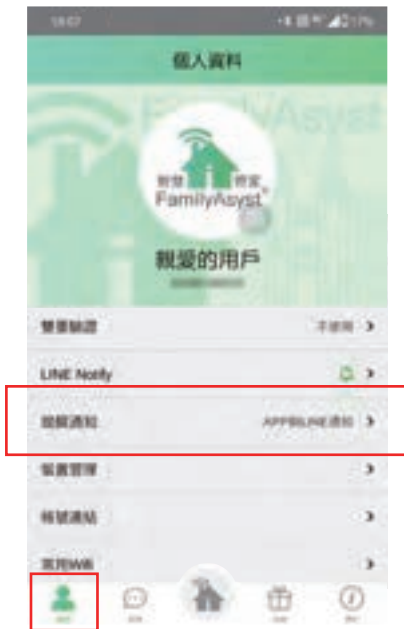 個人資料
FamilyAsyst
智慧 管家
FamilyAsyst®
親愛的用戶
雙重驗證 不使用
LINE Notify
提醒通知 APP和LINE通知
裝置管理
帳號連結
常用Wifi